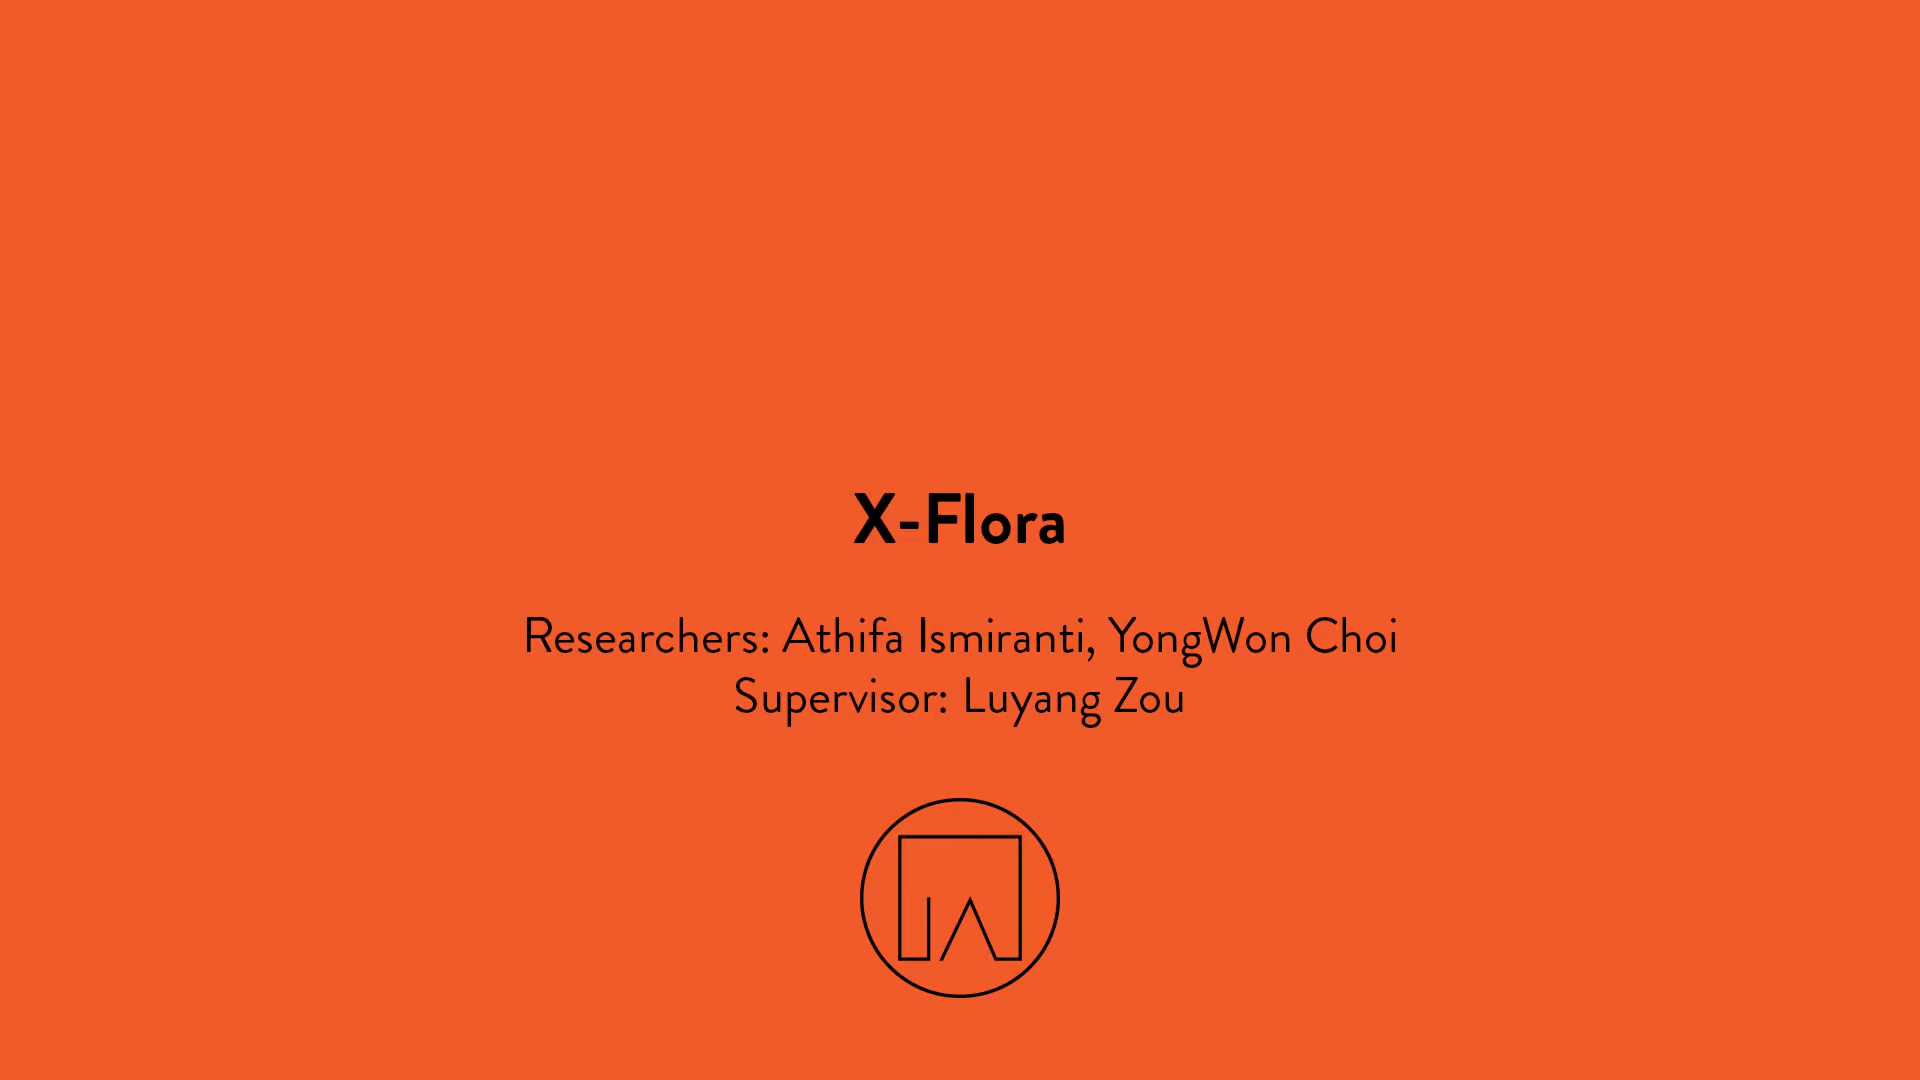 X-Flora
Researchers: Athifa Ismiranti, YongWon Choi
Supervisor: Luyang Zou